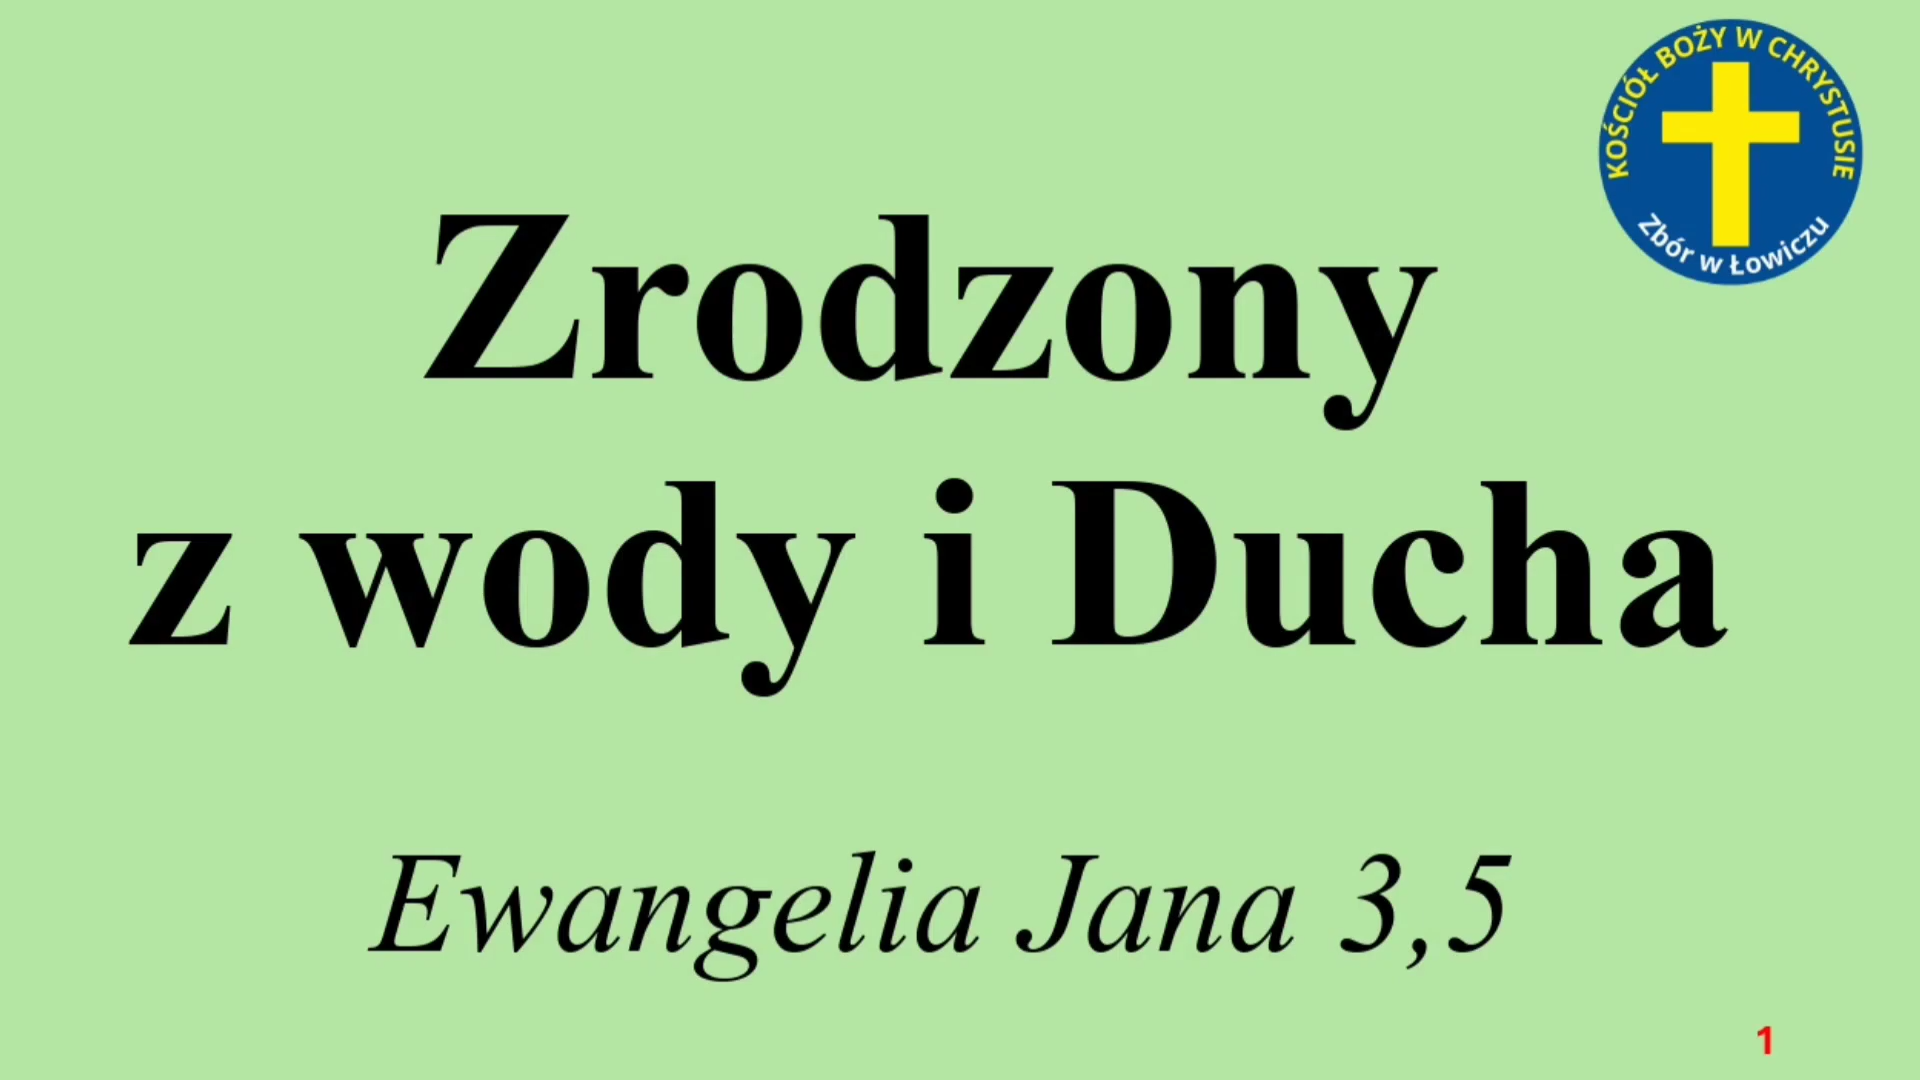 KOŚCIÓŁ BOŻY W CHRYSTUSIE
Zbór w Łowiczu
Zrodzony
z wody i Ducha
Ewangelia Jana 3,5
1